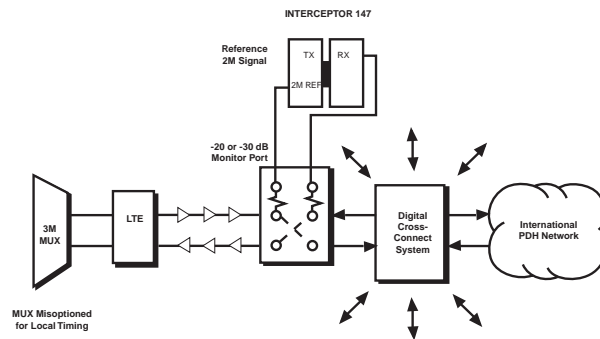 INTERCEPTOR 147
Reference
2M Signal
TX
RX
2M REF
-20 or -30 dB
Monitor Port
3M
MUX
LTE
Digital
Cross-
Connect
System
International
PDH Network
MUX Misoptioned
for Local Timing